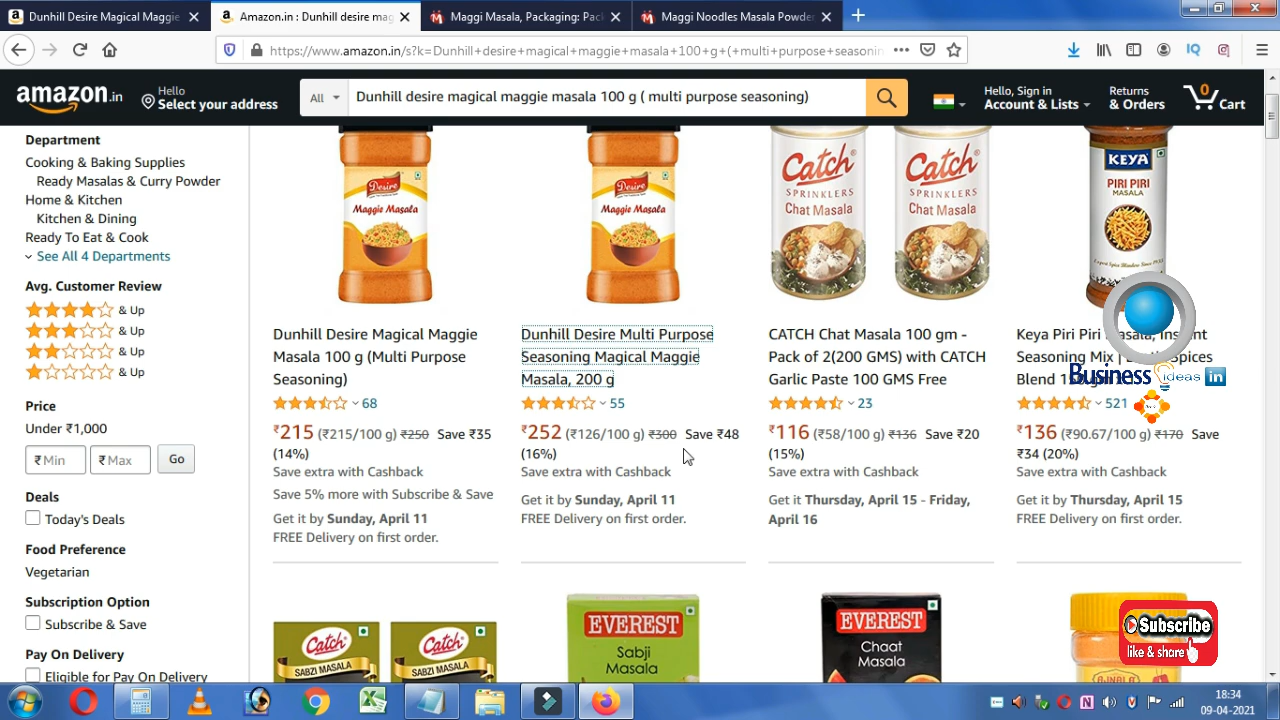 Dunhill Desire Magical Maggie
Amazon.in : Dunhill desire mag
Maggi Masala, Packaging: Pack
Maggi Noodles Masala Powder
https://www.amazon.in/s?k=Dunhill+desire+magical+maggie+masala+100+g+(+multi+purpose+seasonin
IQ
amazon.in
Hello
Select your address
All
Dunhill desire magical maggie masala 100 g ( multi purpose seasoning)
Hello, Sign in
Account & Lists
Returns
& Orders
0
Cart
Department
Cooking & Baking Supplies
Ready Masalas & Curry Powder
Home & Kitchen
Kitchen & Dining
Ready To Eat & Cook
See All 4 Departments
Avg. Customer Review
& Up
& Up
& Up
& Up
Price
Under ₹1,000
₹ Min
₹ Max
Go
Deals
Today's Deals
Food Preference
Vegetarian
Subscription Option
Subscribe & Save
Pay On Delivery
Eligible for Pay On Delivery
Desire
Maggie Masala
Dunhill Desire Magical Maggie
Masala 100 g (Multi Purpose
Seasoning)
68
₹215 (₹215/100 g) ₹250 Save ₹35
(14%)
Save extra with Cashback
Save 5% more with Subscribe & Save
Get it by Sunday, April 11
FREE Delivery on first order.
Desire
Maggie Masala
Dunhill Desire Multi Purpose
Seasoning Magical Maggie
Masala, 200 g
55
₹252 (₹126/100 g) ₹300 Save ₹48
(16%)
Save extra with Cashback
Get it by Sunday, April 11
FREE Delivery on first order.
Catch
SPRINKLERS
Chat Masala
Catch
SPRINKLERS
Chat Masala
CATCH Chat Masala 100 gm -
Pack of 2(200 GMS) with CATCH
Garlic Paste 100 GMS Free
23
₹116 (₹58/100 g) ₹136 Save ₹20
(15%)
Save extra with Cashback
Get it Thursday, April 15 - Friday,
April 16
KEYA
PIRI PIRI
MASALA
Keya Piri Piri Masala, Instant
Seasoning Mix
Spices
Blend
521
₹136 (₹90.67/100 g) ₹170 Save
₹34 (20%)
Save extra with Cashback
Get it by Thursday, April 15
FREE Delivery on first order.
Business ideas in
Catch
SABZI MASALA
Catch
SABZI MASALA
EVEREST
Sabji
Masala
EVEREST
Chaat
Masala
Subscribe
like & share
18:34
09-04-2021